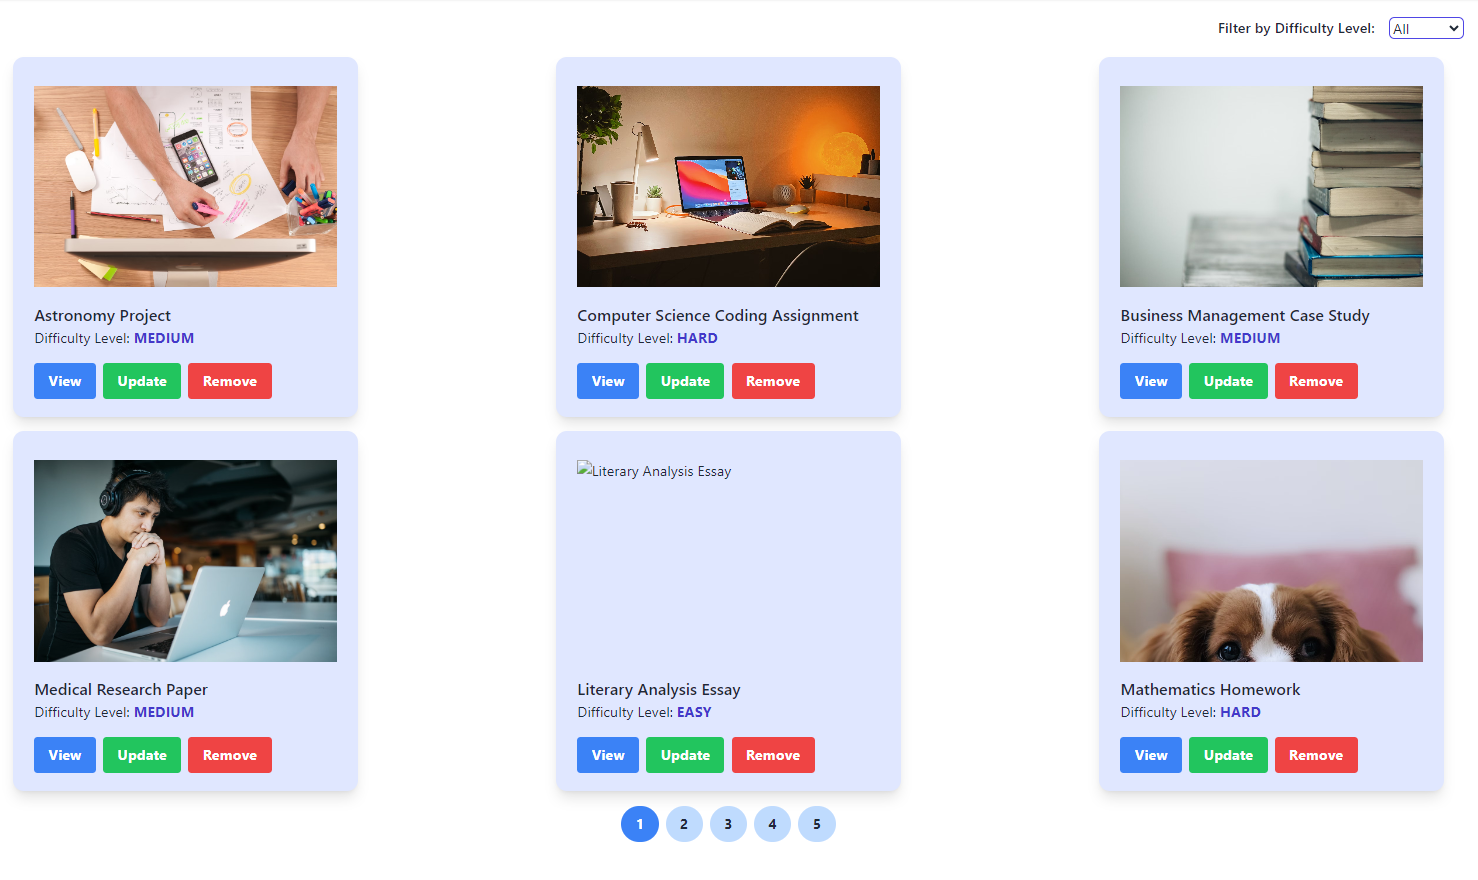 Filter by Difficulty Level: All
Astronomy Project
Difficulty Level: MEDIUM
View Update Remove
Computer Science Coding Assignment
Difficulty Level: HARD
View Update Remove
Business Management Case Study
Difficulty Level: MEDIUM
View Update Remove
Medical Research Paper
Difficulty Level: MEDIUM
View Update Remove
Literary Analysis Essay
Literary Analysis Essay
Difficulty Level: EASY
View Update Remove
Mathematics Homework
Difficulty Level: HARD
View Update Remove
1 2 3 4 5